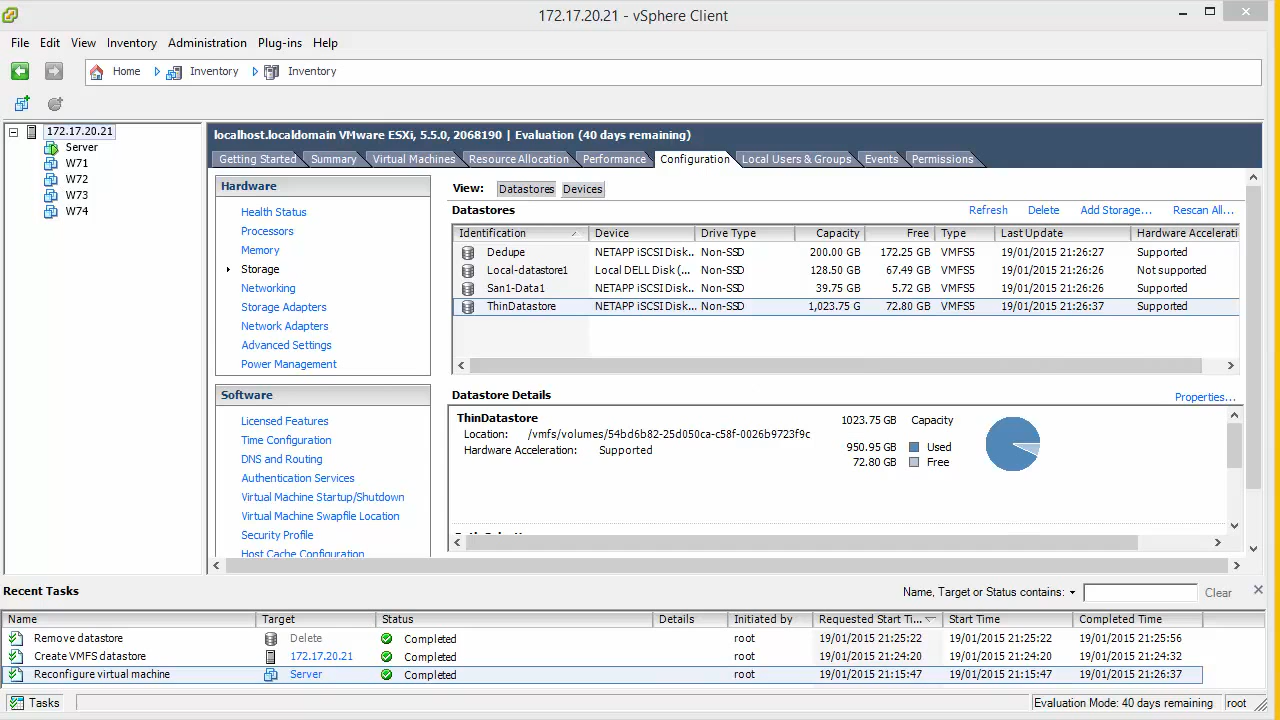 172.17.20.21 - vSphere Client
File Edit View Inventory Administration Plug-ins Help
Home Inventory Inventory
172.17.20.21
Server
W71
W72
W73
W74
localhost.localdomain VMware ESXi, 5.5.0, 2068190 | Evaluation (40 days remaining)
Getting Started Summary Virtual Machines Resource Allocation Performance Configuration Local Users & Groups Events Permissions
Hardware
Health Status
Processors
Memory
Storage
Networking
Storage Adapters
Network Adapters
Advanced Settings
Power Management
Software
Licensed Features
Time Configuration
DNS and Routing
Authentication Services
Virtual Machine Startup/Shutdown
Virtual Machine Swapfile Location
Security Profile
Host Cache Configuration
View: Datastores Devices
Datastores Refresh Delete Add Storage... Rescan All...
Identification Device Drive Type Capacity Free Type Last Update Hardware Accelerati
Dedupe NETAPP iSCSI Disk... Non-SSD 200.00 GB 172.25 GB VMFS5 19/01/2015 21:26:27 Supported
Local-datastore1 Local DELL Disk (... Non-SSD 128.50 GB 67.49 GB VMFS5 19/01/2015 21:26:26 Not supported
San1-Data1 NETAPP iSCSI Disk... Non-SSD 39.75 GB 5.72 GB VMFS5 19/01/2015 21:26:26 Supported
ThinDatastore NETAPP iSCSI Disk... Non-SSD 1,023.75 G 72.80 GB VMFS5 19/01/2015 21:26:37 Supported
Datastore Details Properties...
ThinDatastore 1023.75 GB Capacity
Location: /vmfs/volumes/54bd6b82-25d050ca-c58f-0026b9723f9c
Hardware Acceleration: Supported
950.95 GB Used
72.80 GB Free
Recent Tasks Name, Target or Status contains: Clear
Name Target Status Details Initiated by Requested Start Ti... Start Time Completed Time
Remove datastore Delete Completed root 19/01/2015 21:25:22 19/01/2015 21:25:22 19/01/2015 21:25:56
Create VMFS datastore 172.17.20.21 Completed root 19/01/2015 21:24:20 19/01/2015 21:24:20 19/01/2015 21:24:32
Reconfigure virtual machine Server Completed root 19/01/2015 21:15:47 19/01/2015 21:15:47 19/01/2015 21:26:37
Tasks Evaluation Mode: 40 days remaining root